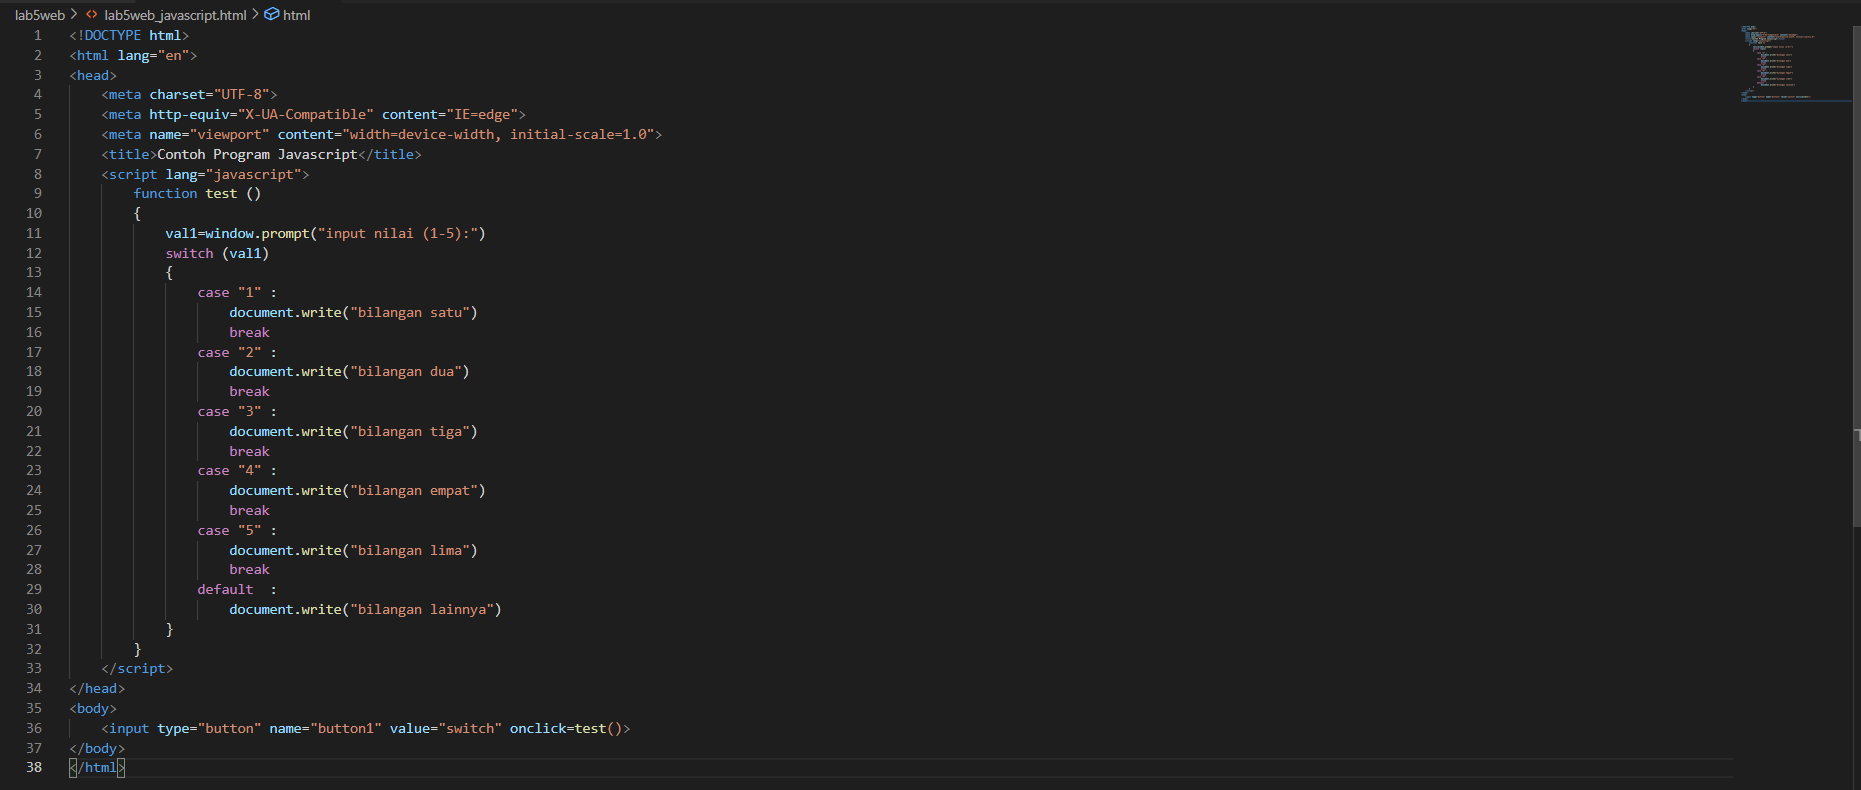 lab5web > <> lab5web_javascript.html > html
1 <!DOCTYPE html>
2 <html lang="en">
3 <head>
4     <meta charset="UTF-8">
5     <meta http-equiv="X-UA-Compatible" content="IE=edge">
6     <meta name="viewport" content="width=device-width, initial-scale=1.0">
7     <title>Contoh Program Javascript</title>
8     <script lang="javascript">
9         function test ()
10         {
11             val1=window.prompt("input nilai (1-5):")
12             switch (val1)
13             {
14                 case "1" :
15                     document.write("bilangan satu")
16                     break
17                 case "2" :
18                     document.write("bilangan dua")
19                     break
20                 case "3" :
21                     document.write("bilangan tiga")
22                     break
23                 case "4" :
24                     document.write("bilangan empat")
25                     break
26                 case "5" :
27                     document.write("bilangan lima")
28                     break
29                 default  :
30                     document.write("bilangan lainnya")
31             }
32         }
33     </script>
34 </head>
35 <body>
36     <input type="button" name="button1" value="switch" onclick=test()>
37 </body>
38 </html>